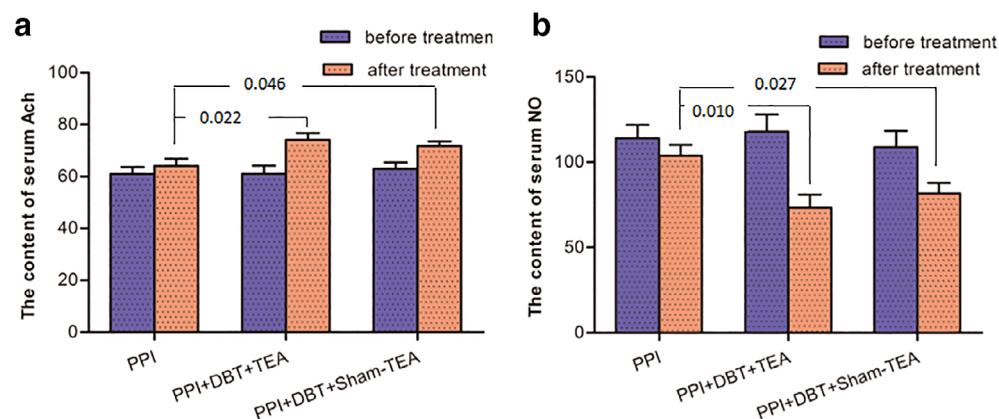 a
before treatmen
after treatment
The content of serum Ach
100
80
60
40
20
0
0.046
0.022
PPI
PPI+DBT+TEA
PPI+DBT+Sham-TEA
b
before treatment
after treatment
The content of serum NO
150
100
50
0
0.027
0.010
PPI
PPI+DBT+TEA
PPI+DBT+Sham-TEA